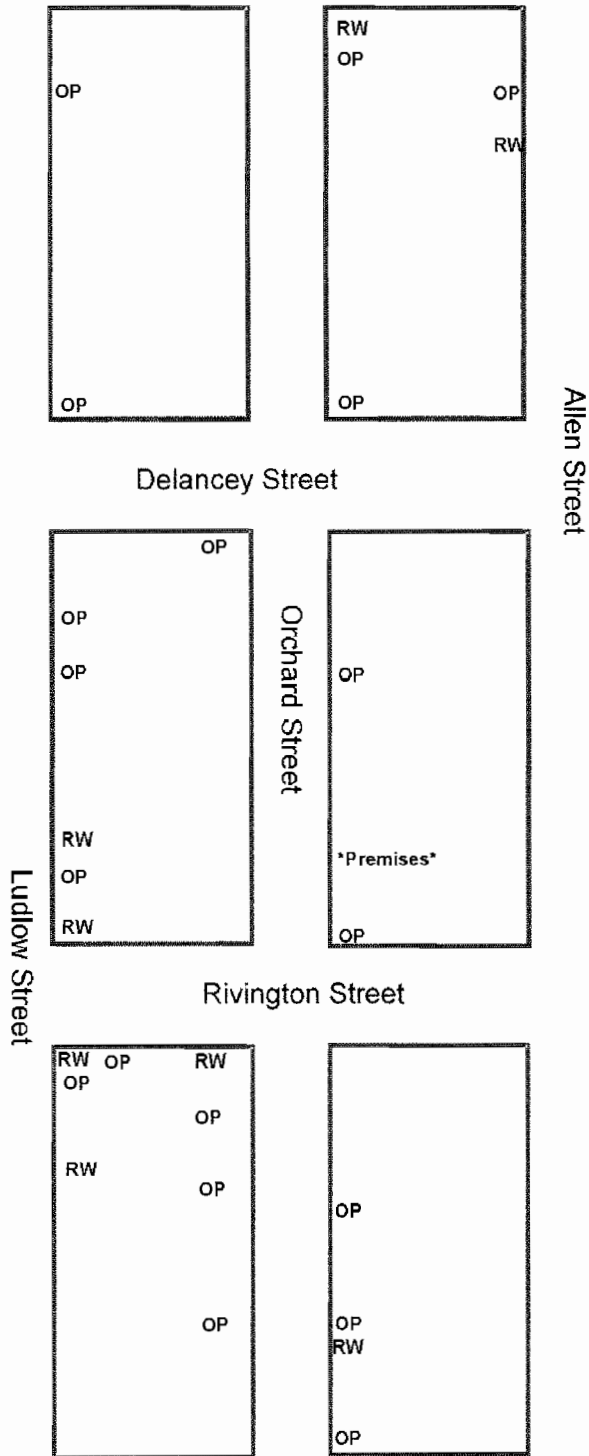 RW
OP
OP
OP
RW
OP
OP
Allen Street
Delancey Street
OP
OP
Orchard Street
OP
OP
RW
*Premises*
OP
Ludlow Street
RW
OP
Rivington Street
RW OP RW
OP
OP
RW
OP
OP
OP
OP
RW
OP